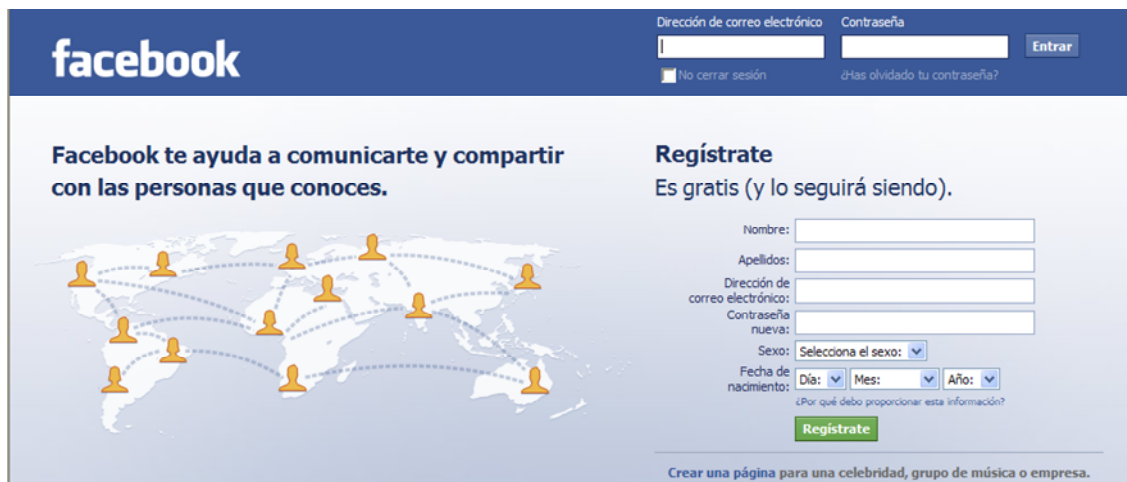 facebook
Dirección de correo electrónico
Contraseña
Entrar
No cerrar sesión
¿Has olvidado tu contraseña?
Facebook te ayuda a comunicarte y compartir
con las personas que conoces.
Regístrate
Es gratis (y lo seguirá siendo).
Nombre:
Apellidos:
Dirección de
correo electrónico:
Contraseña
nueva:
Sexo: Selecciona el sexo:
Fecha de
nacimiento: Día: Mes: Año:
¿Por qué debo proporcionar esta información?
Regístrate
Crear una página para una celebridad, grupo de música o empresa.